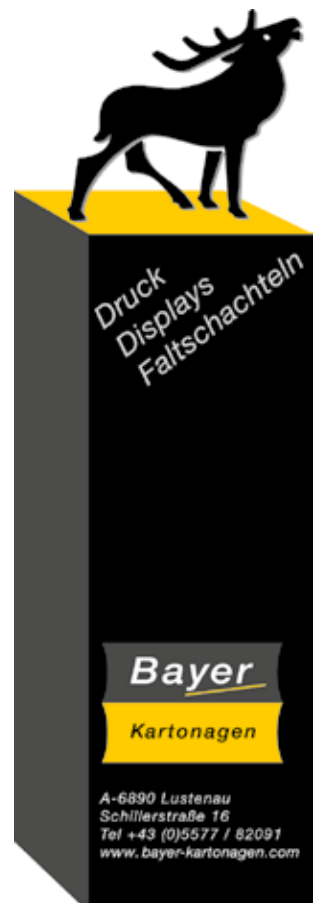 Druck
Displays
Faltschachteln
Bayer
Kartonagen
A-6890 Lustenau
Schillerstraße 16
Tel +43 (0)5577 / 82091
www.bayer-kartonagen.com